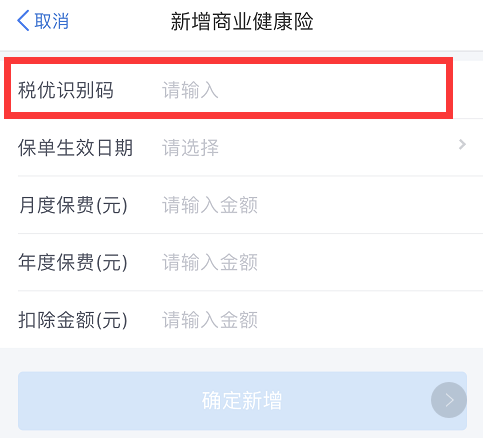 取消 新增商业健康险
税优识别码 请输入
保单生效日期 请选择
月度保费(元) 请输入金额
年度保费(元) 请输入金额
扣除金额(元) 请输入金额
确定新增